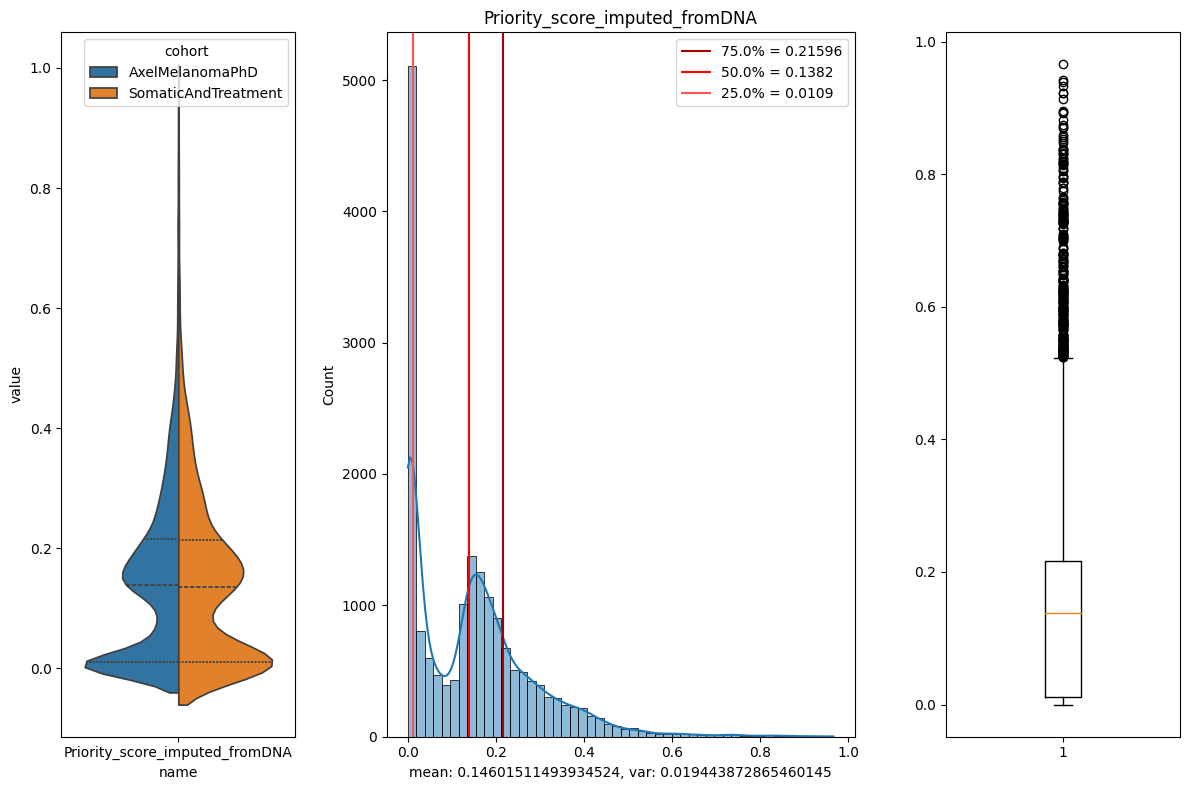 Priority_score_imputed_fromDNA
cohort
AxelMelanomaPhD
SomaticAndTreatment
1.0
0.8
0.6
0.4
0.2
0.0
value
Priority_score_imputed_fromDNA
name
75.0% = 0.21596
50.0% = 0.1382
25.0% = 0.0109
5000
4000
3000
2000
1000
0
Count
0.0 0.2 0.4 0.6 0.8 1.0
mean: 0.14601511493934524, var: 0.019443872865460145
1.0
0.8
0.6
0.4
0.2
0.0
1